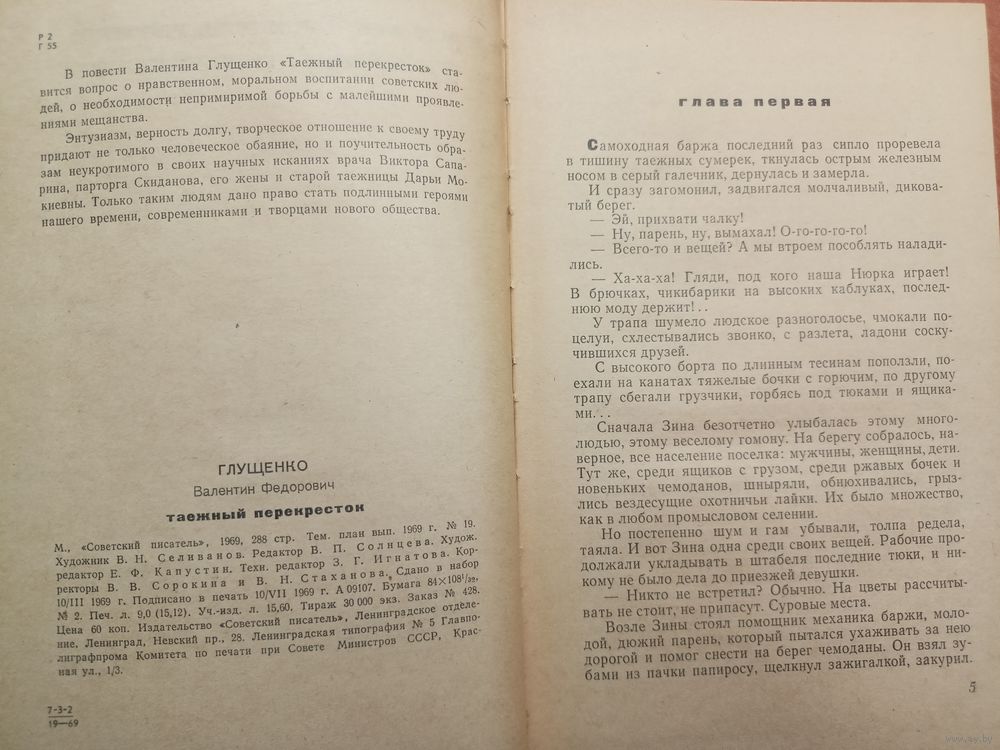 Р 2
Г 55
В повести Валентина Глущенко «Таежный перекресток» ста-
вится вопрос о нравственном, моральном воспитании советских лю-
дей, о необходимости непримиримой борьбы с малейшими проявле-
ниями мещанства.
Энтузиазм, верность долгу, творческое отношение к своему труду
придают не только человеческое обаяние, но и поучительность обра-
зам неукротимого в своих научных исканиях врача Виктора Сапа-
рина, парторга Скиданова, его жены и старой таежницы Дарьи Мо-
киевны. Только таким людям дано право стать подлинными героями
нашего времени, современниками и творцами нового общества.
ГЛУЩЕНКО
Валентин Федорович
таежный перекресток
М., «Советский писатель», 1969, 288 стр. Тем. план вып. 1969 г. № 19.
Художник В. Н. Селиванов. Редактор В. П. Солнцева. Худож.
редактор Е. Ф. Капустин. Техн. редактор З. Г. Игнатова. Кор-
ректоры В. В. Сорокина и В. Н. Стаханова. Сдано в набор
10/III 1969 г. Подписано в печать 10/VII 1969 г. А 09107. Бумага 84×108¹/₃₂,
№ 2. Печ. л. 9,0 (15,12). Уч.-изд. л. 15,60. Тираж 30 000 экз. Заказ № 428.
Цена 60 коп. Издательство «Советский писатель», Ленинградское отделе-
ние, Ленинград, Невский пр., 28. Ленинградская типография № 5 Главпо-
лиграфпрома Комитета по печати при Совете Министров СССР, Крас-
ная ул., 1/3.
7-3-2
19—69
глава первая
Самоходная баржа последний раз сипло проревела
в тишину таежных сумерек, ткнулась острым железным
носом в серый галечник, дернулась и замерла.
И сразу загомонил, задвигался молчаливый, дикова-
тый берег.
— Эй, прихвати чалку!
— Ну, парень, ну, вымахал! О-го-го-го-го!
— Всего-то и вещей? А мы втроем пособлять налади-
лись.
— Ха-ха-ха! Гляди, под кого наша Нюрка играет!
В брючках, чикибарики на высоких каблуках, послед-
нюю моду держит!..
У трапа шумело людское разноголосье, чмокали по-
целуи, схлестывались звонко, с разлета, ладони соску-
чившихся друзей.
С высокого борта по длинным тесинам поползли, по-
ехали на канатах тяжелые бочки с горючим, по другому
трапу сбегали грузчики, горбясь под тюками и ящика-
ми...
Сначала Зина безотчетно улыбалась этому много-
людью, этому веселому гомону. На берегу собралось, на-
верное, все население поселка: мужчины, женщины, дети.
Тут же, среди ящиков с грузом, среди ржавых бочек и
новеньких чемоданов, шныряли, обнюхивались, грыз-
лись вездесущие охотничьи лайки. Их было множество,
как в любом промысловом селении.
Но постепенно шум и гам убывали, толпа редела,
таяла. И вот Зина одна среди своих вещей. Рабочие про-
должали укладывать в штабеля последние тюки, и ни-
кому не было дела до приезжей девушки.
— Никто не встретил? Обычно. На цветы рассчиты-
вать не стоит, не припасут. Суровые места.
Возле Зины стоял помощник механика баржи, моло-
дой, дюжий парень, который пытался ухаживать за нею
дорогой и помог снести на берег чемоданы. Он взял зу-
бами из пачки папиросу, щелкнул зажигалкой, закурил.
5
www.ay.by